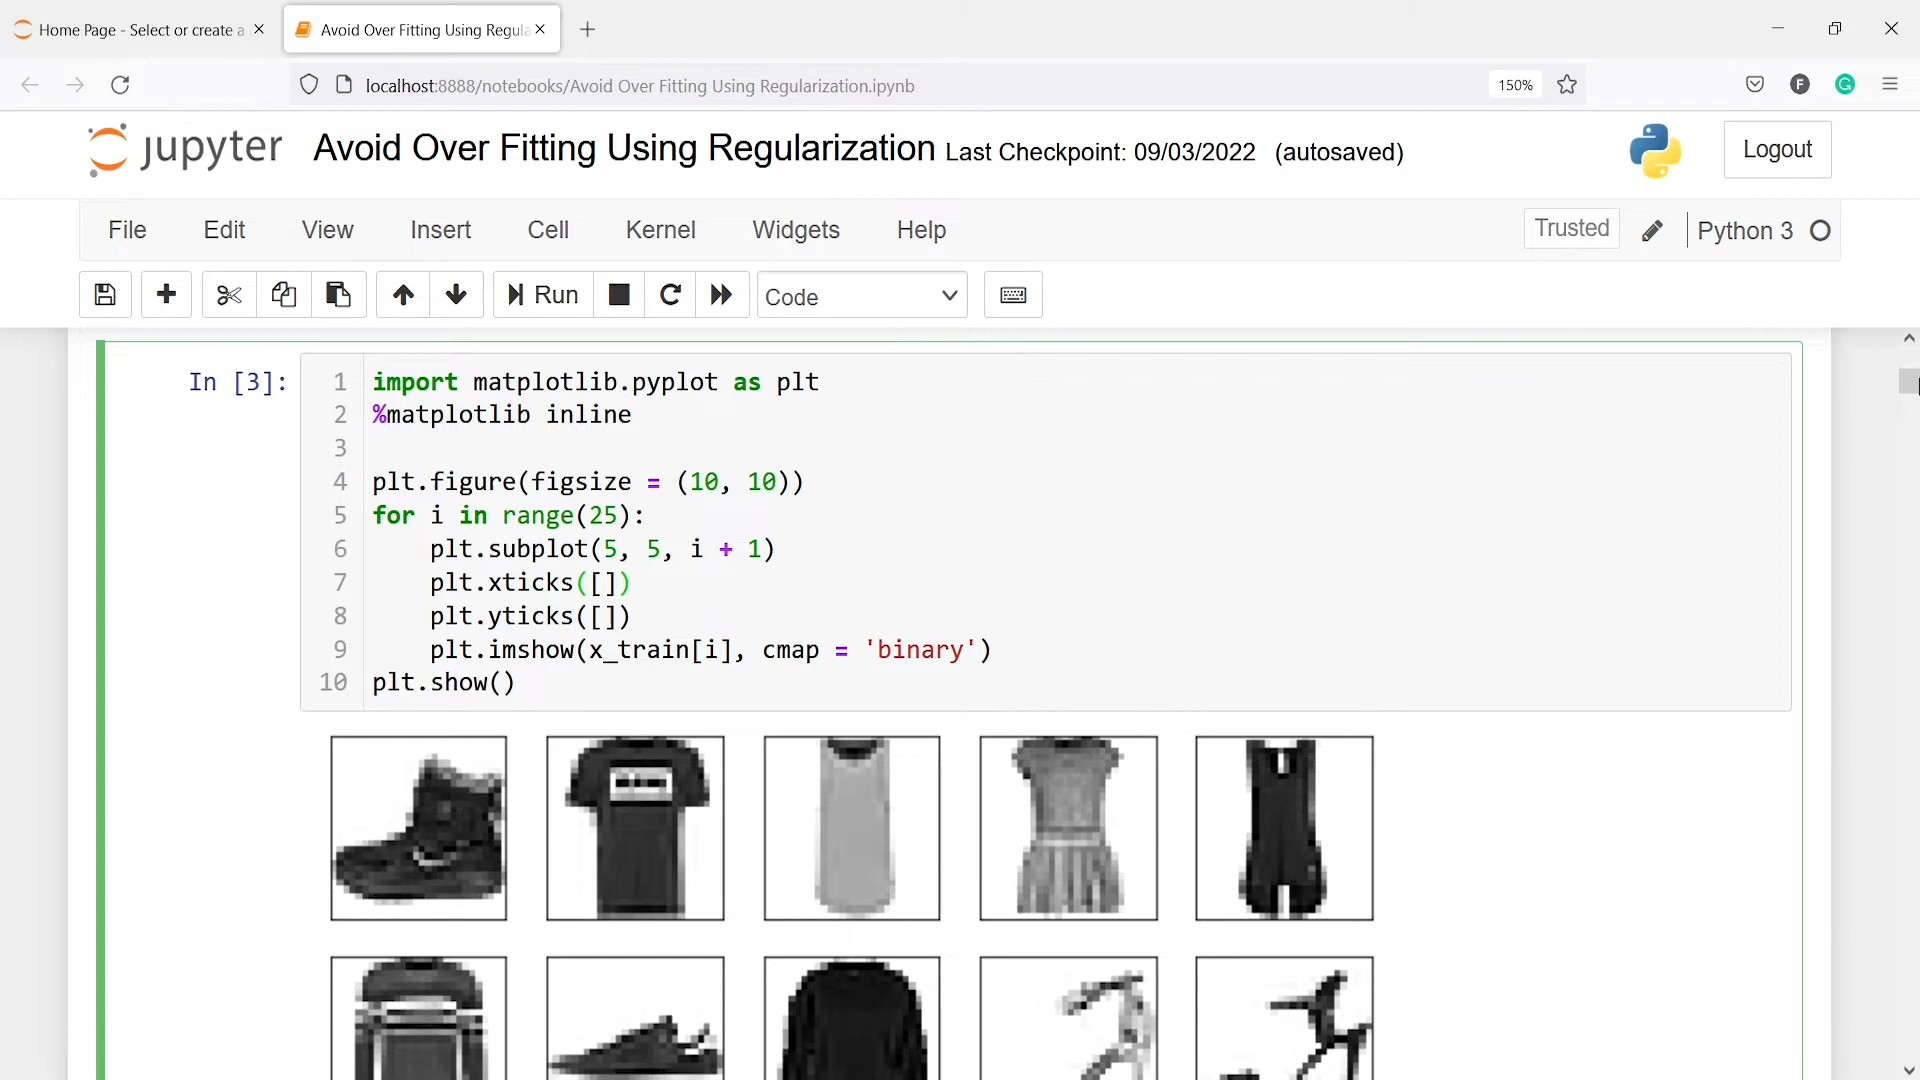 Home Page - Select or create a
Avoid Over Fitting Using Regula
localhost:8888/notebooks/Avoid Over Fitting Using Regularization.ipynb
150%
F
G
jupyter
Avoid Over Fitting Using Regularization Last Checkpoint: 09/03/2022 (autosaved)
Logout
File Edit View Insert Cell Kernel Widgets Help
Trusted
Python 3
Run
Code
In [3]:
1 import matplotlib.pyplot as plt
2 %matplotlib inline
3
4 plt.figure(figsize = (10, 10))
5 for i in range(25):
6     plt.subplot(5, 5, i + 1)
7     plt.xticks([])
8     plt.yticks([])
9     plt.imshow(x_train[i], cmap = 'binary')
10 plt.show()